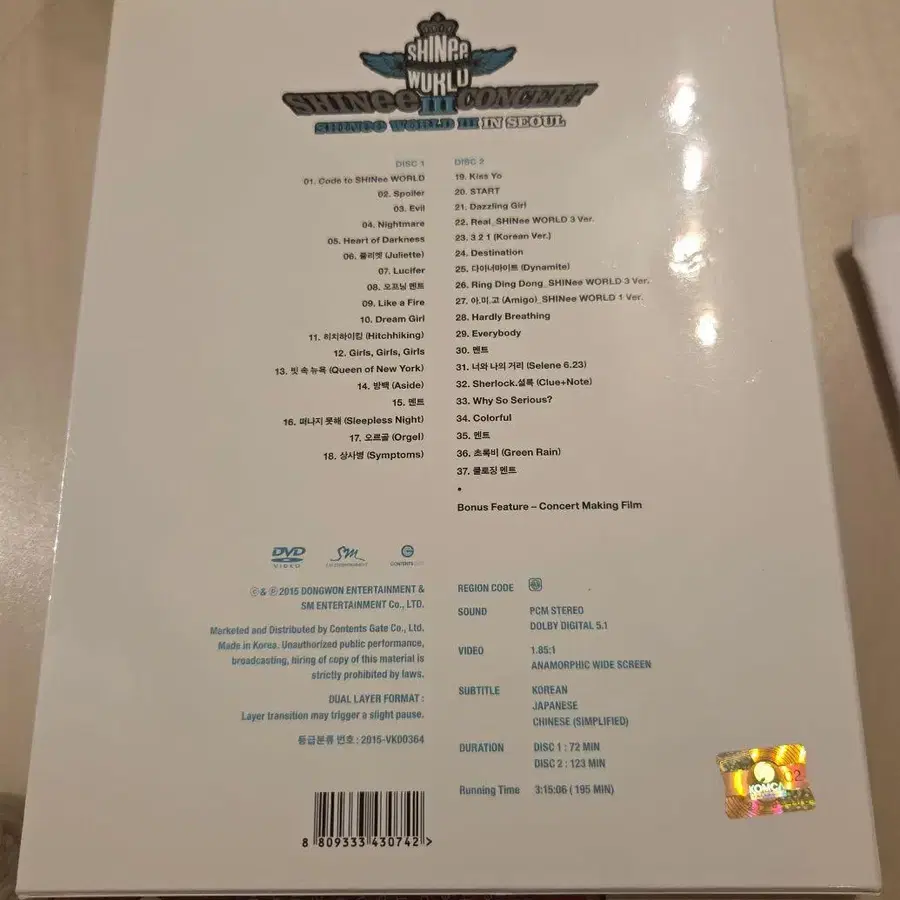 SHINee
WORLD
SHINee III CONCERT
SHINee WORLD III IN SEOUL
DISC 1
01. Code to SHINee WORLD
02. Spoiler
03. Evil
04. Nightmare
05. Heart of Darkness
06. 줄리엣 (Juliette)
07. Lucifer
08. 오프닝 멘트
09. Like a Fire
10. Dream Girl
11. 히치하이킹 (Hitchhiking)
12. Girls, Girls, Girls
13. 빗 속 뉴욕 (Queen of New York)
14. 방백 (Aside)
15. 멘트
16. 떠나지 못해 (Sleepless Night)
17. 오르골 (Orgel)
18. 상사병 (Symptoms)
DISC 2
19. Kiss Yo
20. START
21. Dazzling Girl
22. Real_SHINee WORLD 3 Ver.
23. 3 2 1 (Korean Ver.)
24. Destination
25. 다이너마이트 (Dynamite)
26. Ring Ding Dong_SHINee WORLD 3 Ver.
27. 아.미.고 (Amigo)_SHINee WORLD 1 Ver.
28. Hardly Breathing
29. Everybody
30. 멘트
31. 너와 나의 거리 (Selene 6.23)
32. Sherlock.셜록 (Clue+Note)
33. Why So Serious?
34. Colorful
35. 멘트
36. 초록비 (Green Rain)
37. 클로징 멘트
•
Bonus Feature – Concert Making Film
DVD
VIDEO
SM
S.M. ENTERTAINMENT
CONTENTS GATE
ⓒ & ⓟ 2015 DONGWON ENTERTAINMENT &
SM ENTERTAINMENT Co., LTD.
Marketed and Distributed by Contents Gate Co., Ltd.
Made in Korea. Unauthorized public performance,
broadcasting, hiring of copy of this material is
strictly prohibited by laws.
DUAL LAYER FORMAT :
Layer transition may trigger a slight pause.
등급분류 번호 : 2015-VK00364
REGION CODE
SOUND PCM STEREO
DOLBY DIGITAL 5.1
VIDEO 1.85:1
ANAMORPHIC WIDE SCREEN
SUBTITLE KOREAN
JAPANESE
CHINESE (SIMPLIFIED)
DURATION DISC 1 : 72 MIN
DISC 2 : 123 MIN
Running Time 3:15:06 ( 195 MIN)
8 809333 430742 >
KOMCA
02